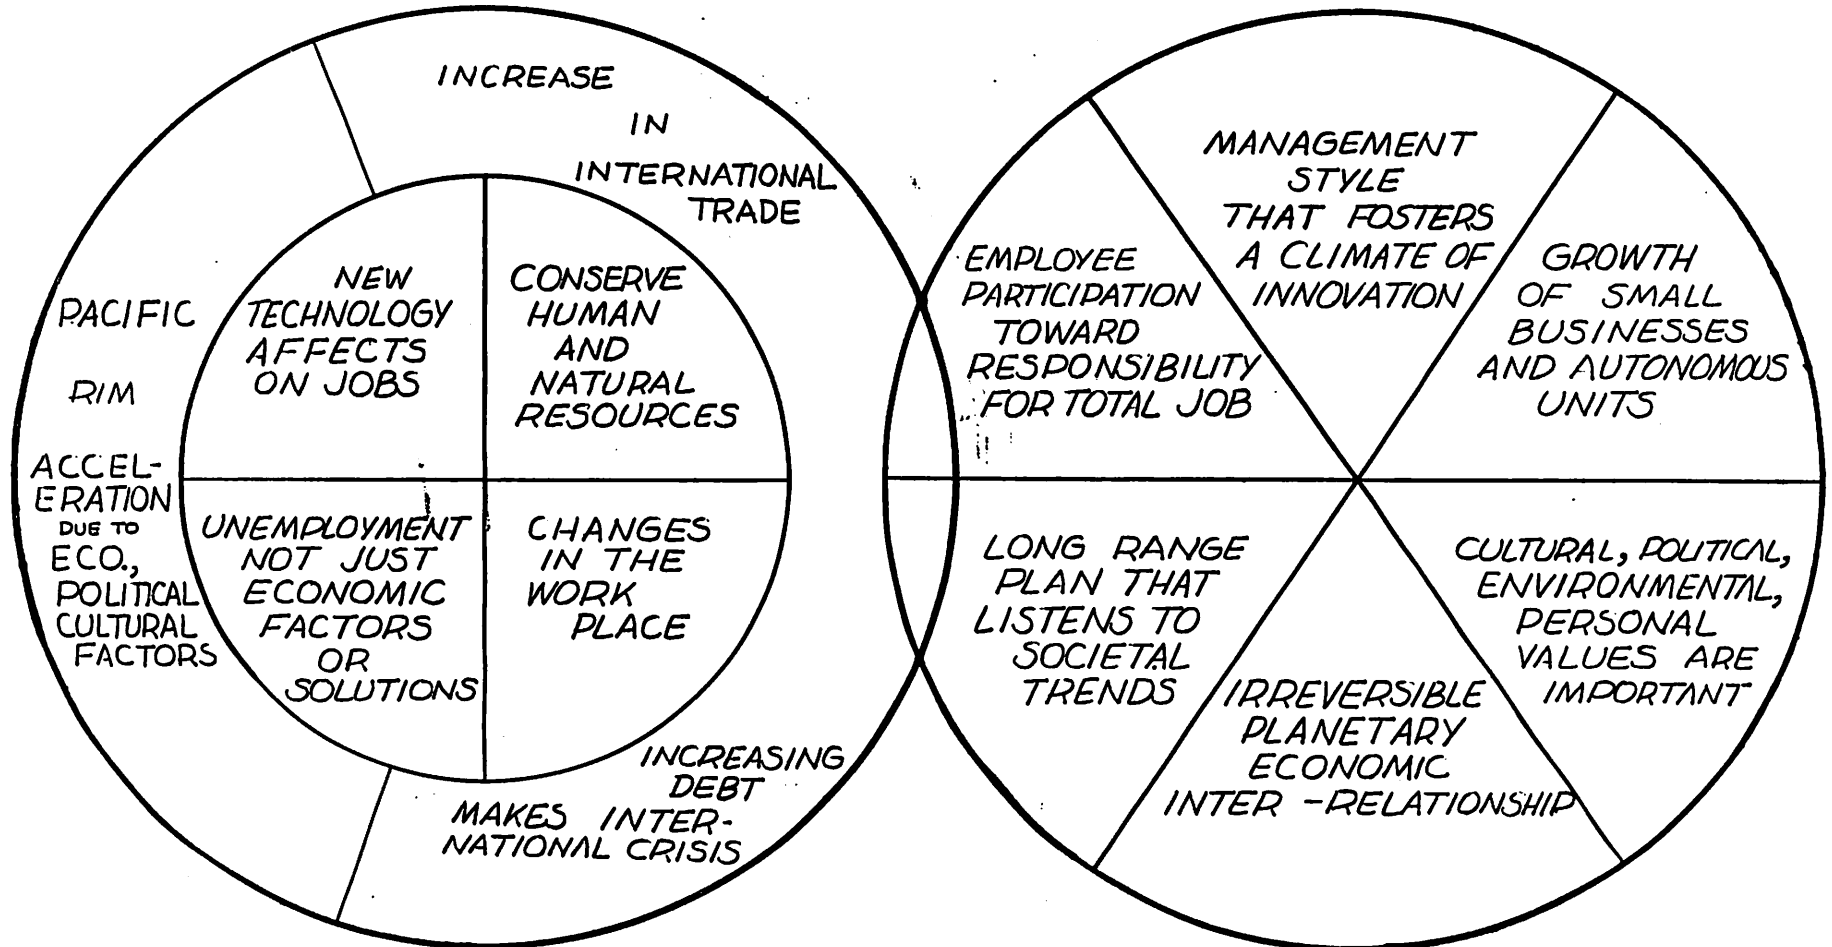 INCREASE
IN
INTERNATIONAL
TRADE
PACIFIC
RIM
ACCEL-
ERATION
DUE TO
ECO.,
POLITICAL
CULTURAL
FACTORS
NEW
TECHNOLOGY
AFFECTS
ON JOBS
CONSERVE
HUMAN
AND
NATURAL
RESOURCES
UNEMPLOYMENT
NOT JUST
ECONOMIC
FACTORS
OR
SOLUTIONS
CHANGES
IN THE
WORK
PLACE
INCREASING
DEBT
MAKES INTER-
NATIONAL CRISIS
EMPLOYEE
PARTICIPATION
TOWARD
RESPONSIBILITY
FOR TOTAL JOB
MANAGEMENT
STYLE
THAT FOSTERS
A CLIMATE OF
INNOVATION
GROWTH
OF SMALL
BUSINESSES
AND AUTONOMOUS
UNITS
LONG RANGE
PLAN THAT
LISTENS TO
SOCIETAL
TRENDS
IRREVERSIBLE
PLANETARY
ECONOMIC
INTER-RELATIONSHIP
CULTURAL, POLITICAL,
ENVIRONMENTAL,
PERSONAL
VALUES ARE
IMPORTANT